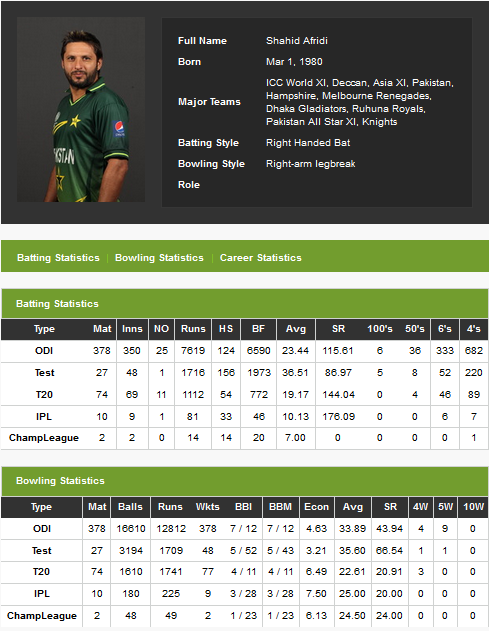 Full Name Shahid Afridi
Born Mar 1, 1980
Major Teams ICC World XI, Deccan, Asia XI, Pakistan,
Hampshire, Melbourne Renegades,
Dhaka Gladiators, Ruhuna Royals,
Pakistan All Star XI, Knights
Batting Style Right Handed Bat
Bowling Style Right-arm legbreak
Role
pepsi
KISTAN
Batting Statistics | Bowling Statistics | Career Statistics
Batting Statistics
Type Mat Inns NO Runs HS BF Avg SR 100's 50's 6's 4's
ODI 378 350 25 7619 124 6590 23.44 115.61 6 36 333 682
Test 27 48 1 1716 156 1973 36.51 86.97 5 8 52 220
T20 74 69 11 1112 54 772 19.17 144.04 0 4 46 89
IPL 10 9 1 81 33 46 10.13 176.09 0 0 6 7
ChampLeague 2 2 0 14 14 20 7.00 0 0 0 0 1
Bowling Statistics
Type Mat Balls Runs Wkts BBI BBM Econ Avg SR 4W 5W 10W
ODI 378 16610 12812 378 7 / 12 7 / 12 4.63 33.89 43.94 4 9 0
Test 27 3194 1709 48 5 / 52 5 / 43 3.21 35.60 66.54 1 1 0
T20 74 1610 1741 77 4 / 11 4 / 11 6.49 22.61 20.91 3 0 0
IPL 10 180 225 9 3 / 28 3 / 28 7.50 25.00 20.00 0 0 0
ChampLeague 2 48 49 2 1 / 23 1 / 23 6.13 24.50 24.00 0 0 0